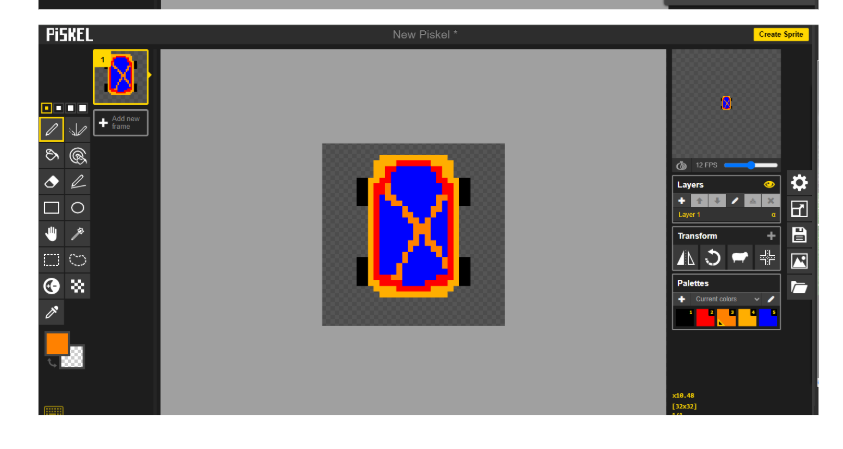 PiSKEL
New Piskel *
Create Sprite
1
Add new
frame
12 FPS
Layers
Layer 1
α
Transform
Palettes
Current colors
1 2 3 4 5
x10.48
[32x32]